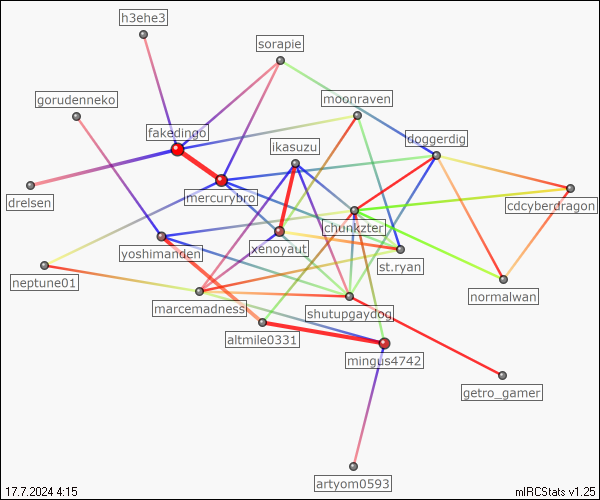 h3ehe3
sorapie
gorudenneko
moonraven
fakedingo
ikasuzu
doggerdig
drelsen
mercurybro
cdcyberdragon
chunkzter
yoshimanden
xenoyaut
st.ryan
neptune01
normalwan
marcemadness
shutupgaydog
altmile0331
mingus4742
getro_gamer
artyom0593
17.7.2024 4:15
mIRCStats v1.25